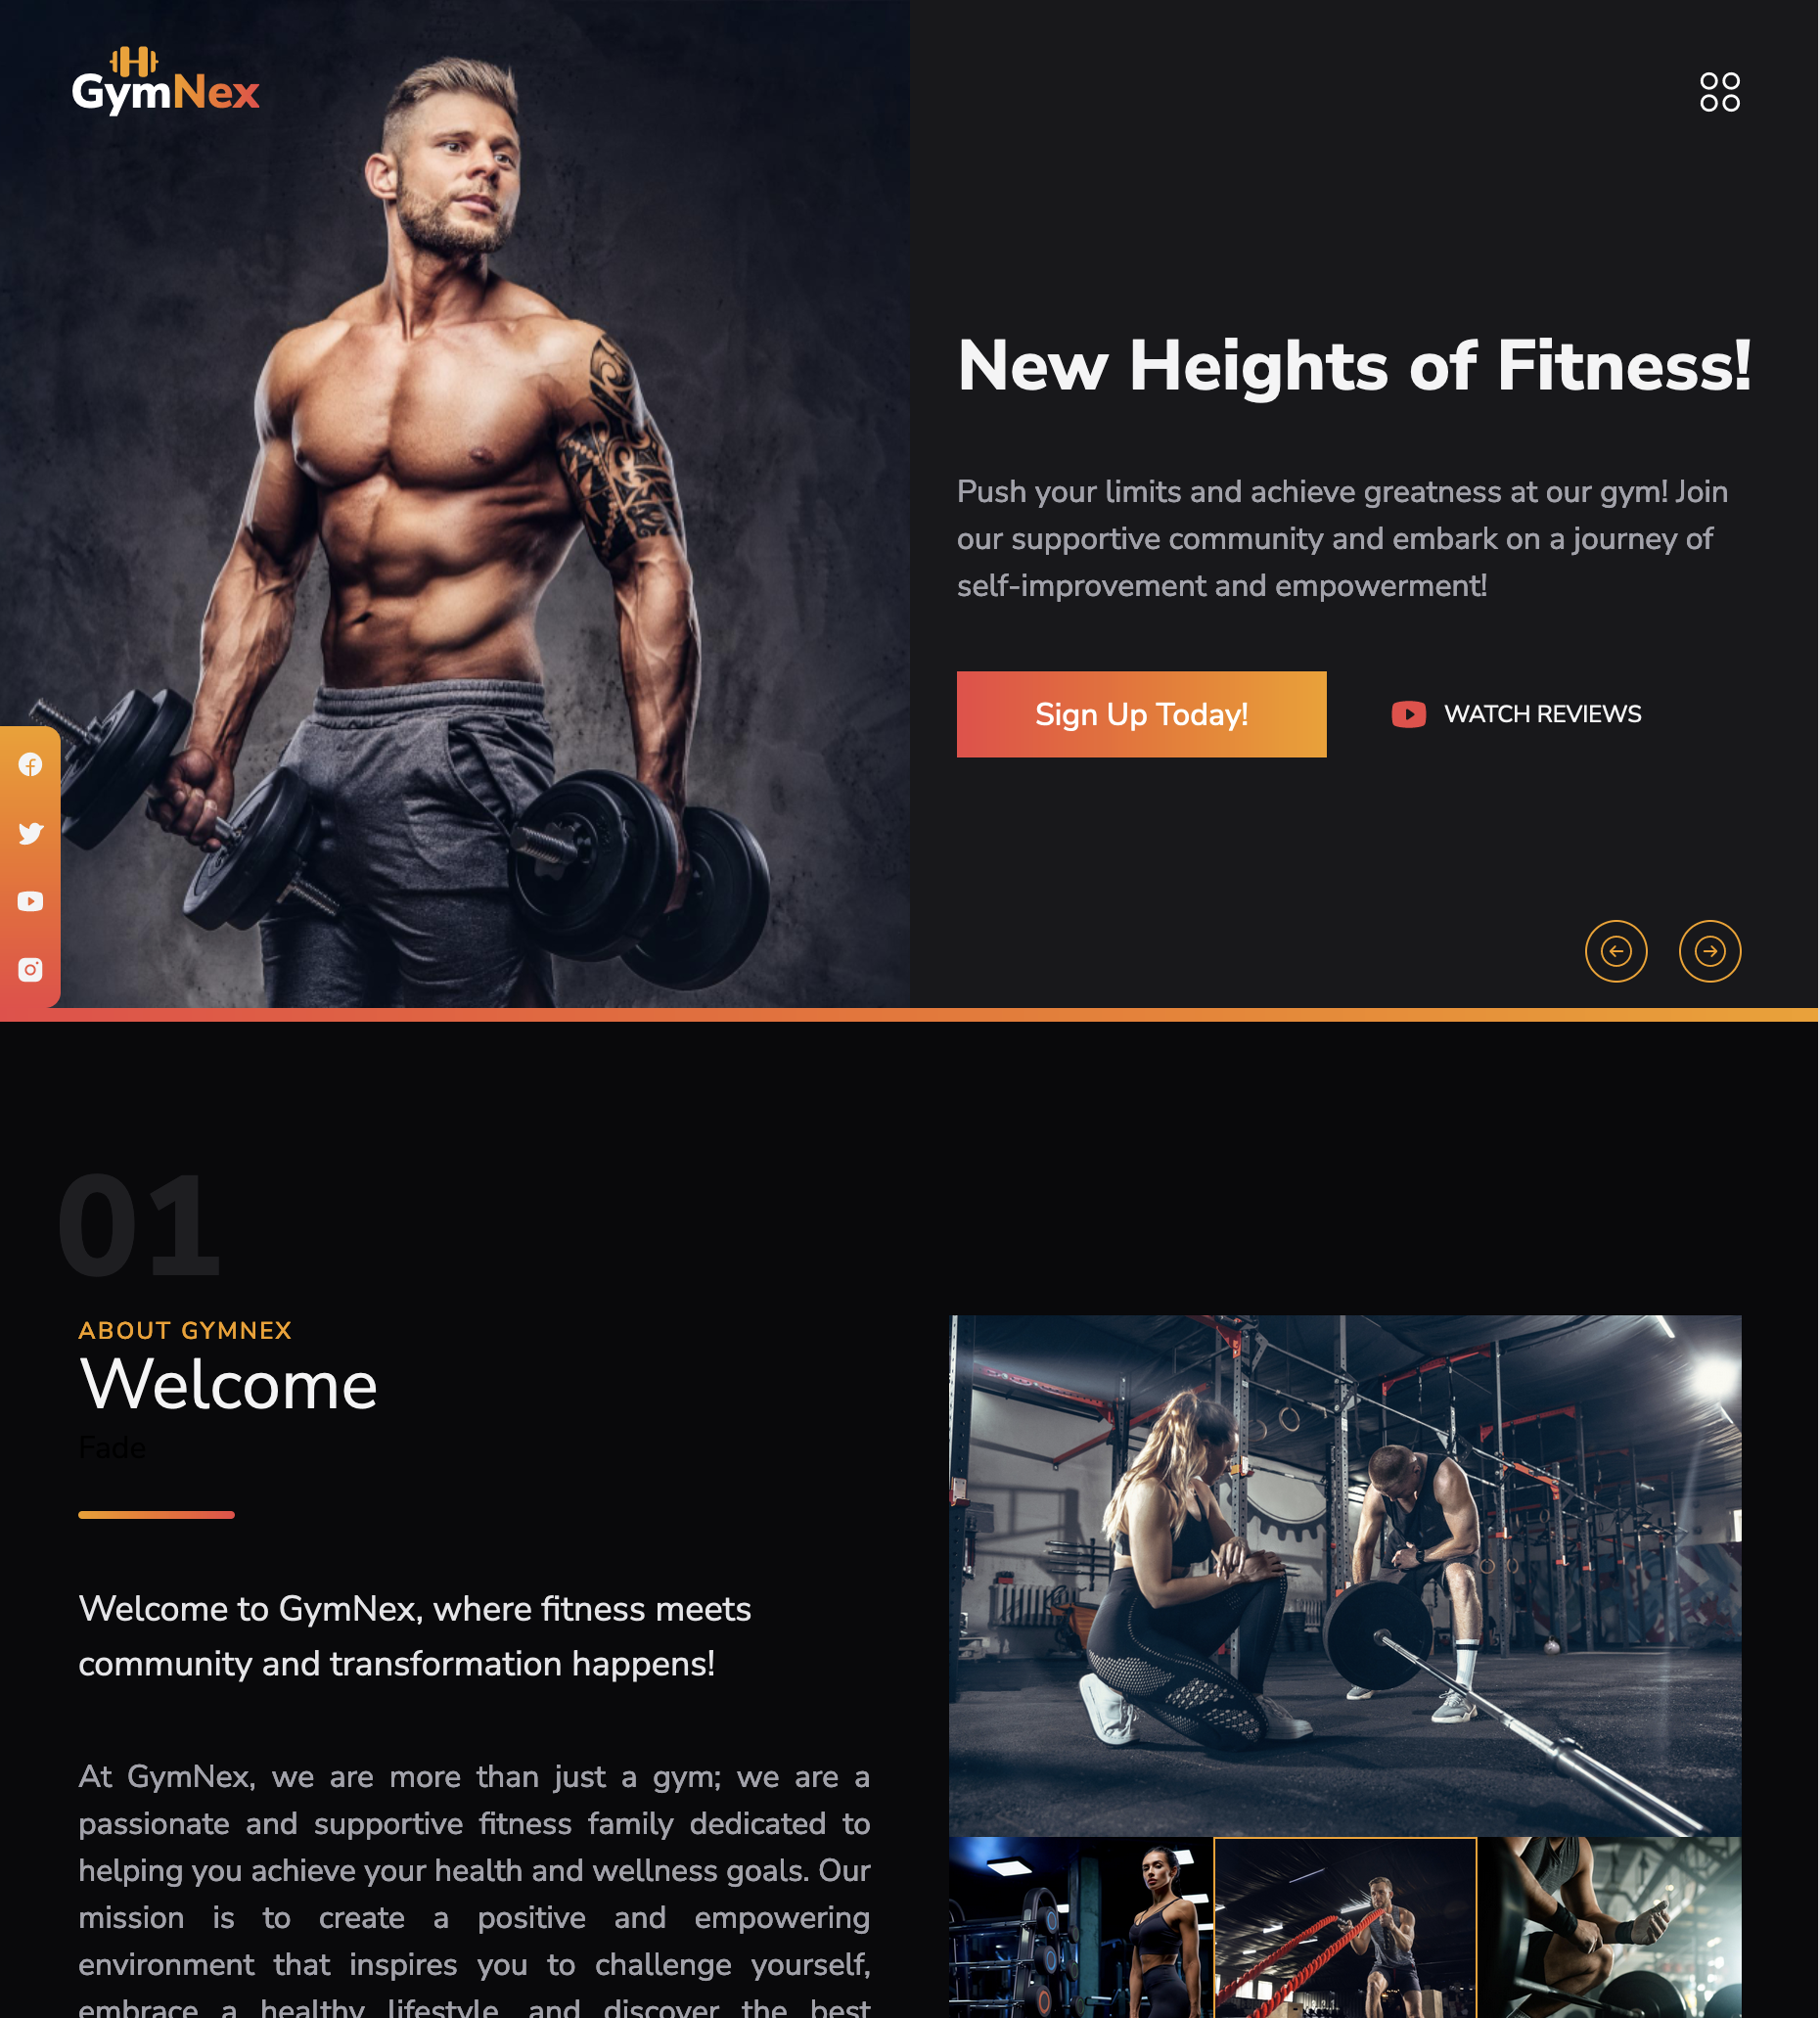 GymNex
New Heights of Fitness!
Push your limits and achieve greatness at our gym! Join
our supportive community and embark on a journey of
self-improvement and empowerment!
Sign Up Today!
WATCH REVIEWS
01
ABOUT GYMNEX
Welcome
Fade
Welcome to GymNex, where fitness meets
community and transformation happens!
At GymNex, we are more than just a gym; we are a
passionate and supportive fitness family dedicated to
helping you achieve your health and wellness goals. Our
mission is to create a positive and empowering
environment that inspires you to challenge yourself,
embrace a healthy lifestyle, and discover the best